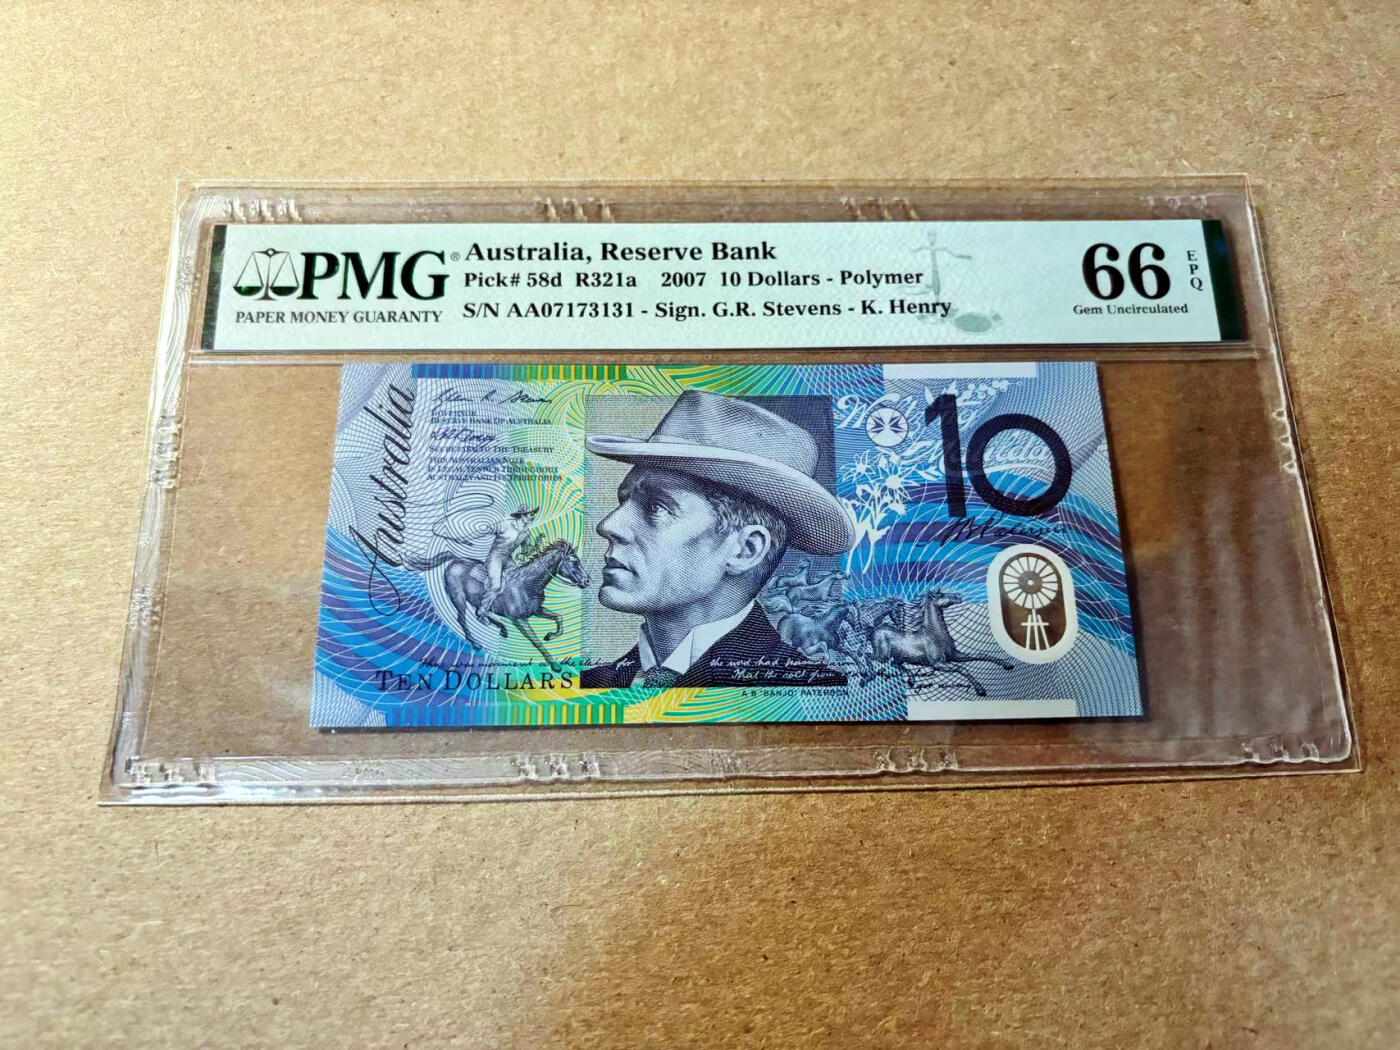 PMG®
PAPER MONEY GUARANTY
Australia, Reserve Bank
Pick# 58d R321a 2007 10 Dollars - Polymer
S/N AA07173131 - Sign. G.R. Stevens - K. Henry
66
EPQ
Gem Uncirculated
Australia
GOVERNOR
RESERVE BANK OF AUSTRALIA
SECRETARY TO THE TREASURY
THIS AUSTRALIAN NOTE
IS LEGAL TENDER THROUGHOUT
AUSTRALIA AND ITS TERRITORIES
10
TEN DOLLARS
A B 'BANJO' PATERSON